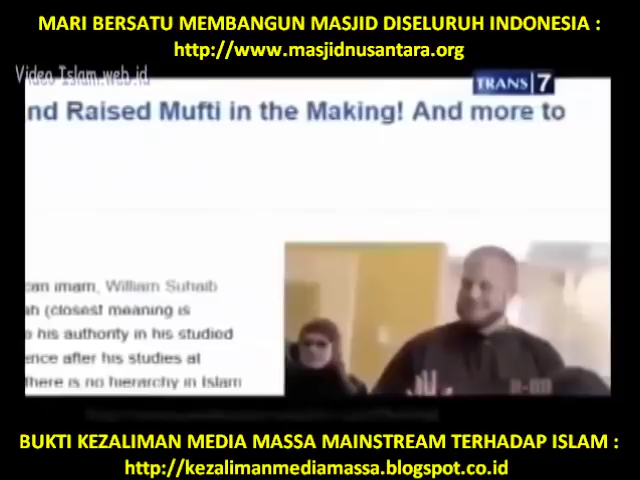 MARI BERSATU MEMBANGUN MASJID DISELURUH INDONESIA :
http://www.masjidnusantara.org
Video Islam.web.id
TRANS|7
nd Raised Mufti in the Making! And more to
can imam, William Suhaib
ah (closest meaning is
his authority in his studied
ence after his studies at
there is no hierarchy in Islam
BUKTI KEZALIMAN MEDIA MASSA MAINSTREAM TERHADAP ISLAM :
http://kezalimanmediamassa.blogspot.co.id